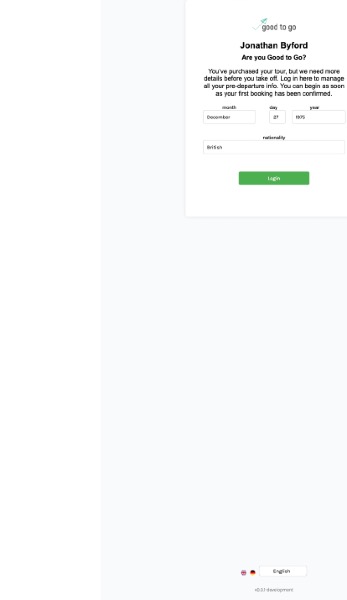 good to go
Jonathan Byford
Are you Good to Go?
You've purchased your tour, but we need more
details before you take off. Log in here to manage
all your pre-departure info. You can begin as soon
as your first booking has been confirmed.
month day year
December 27 1975
nationality
British
Login
English
v0.0.1 development